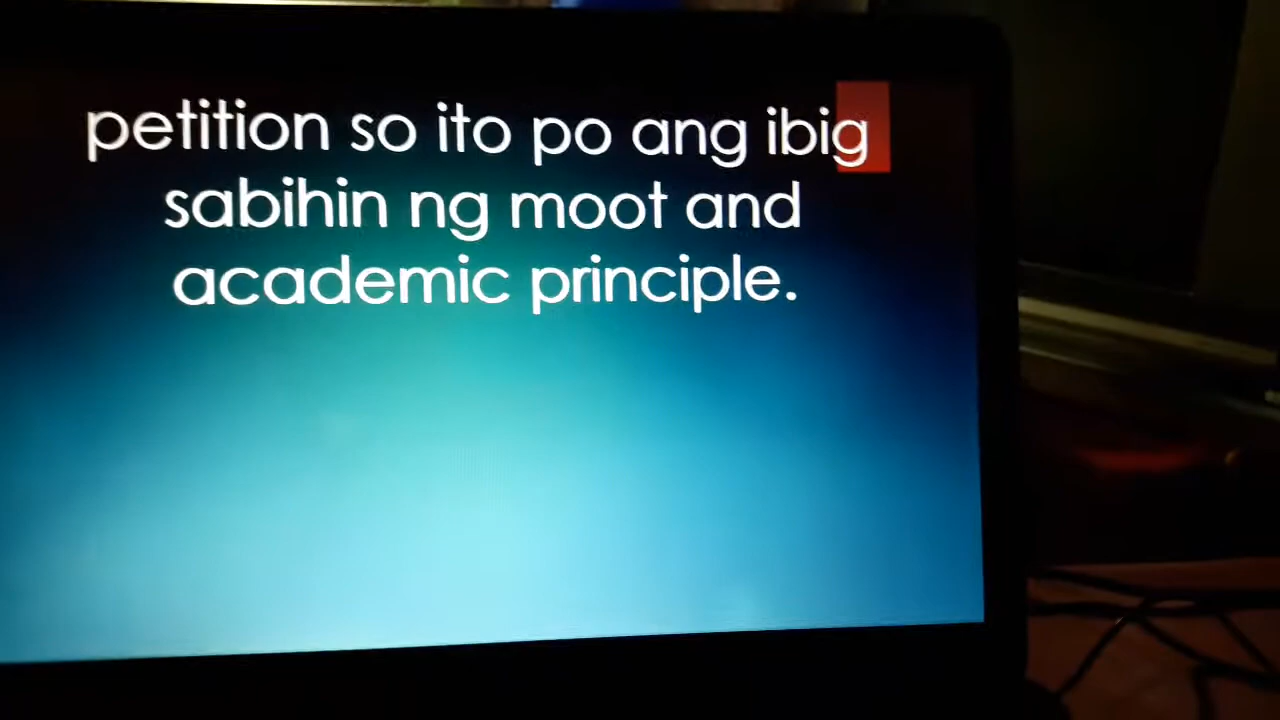 petition so ito po ang ibig
sabihin ng moot and
academic principle.